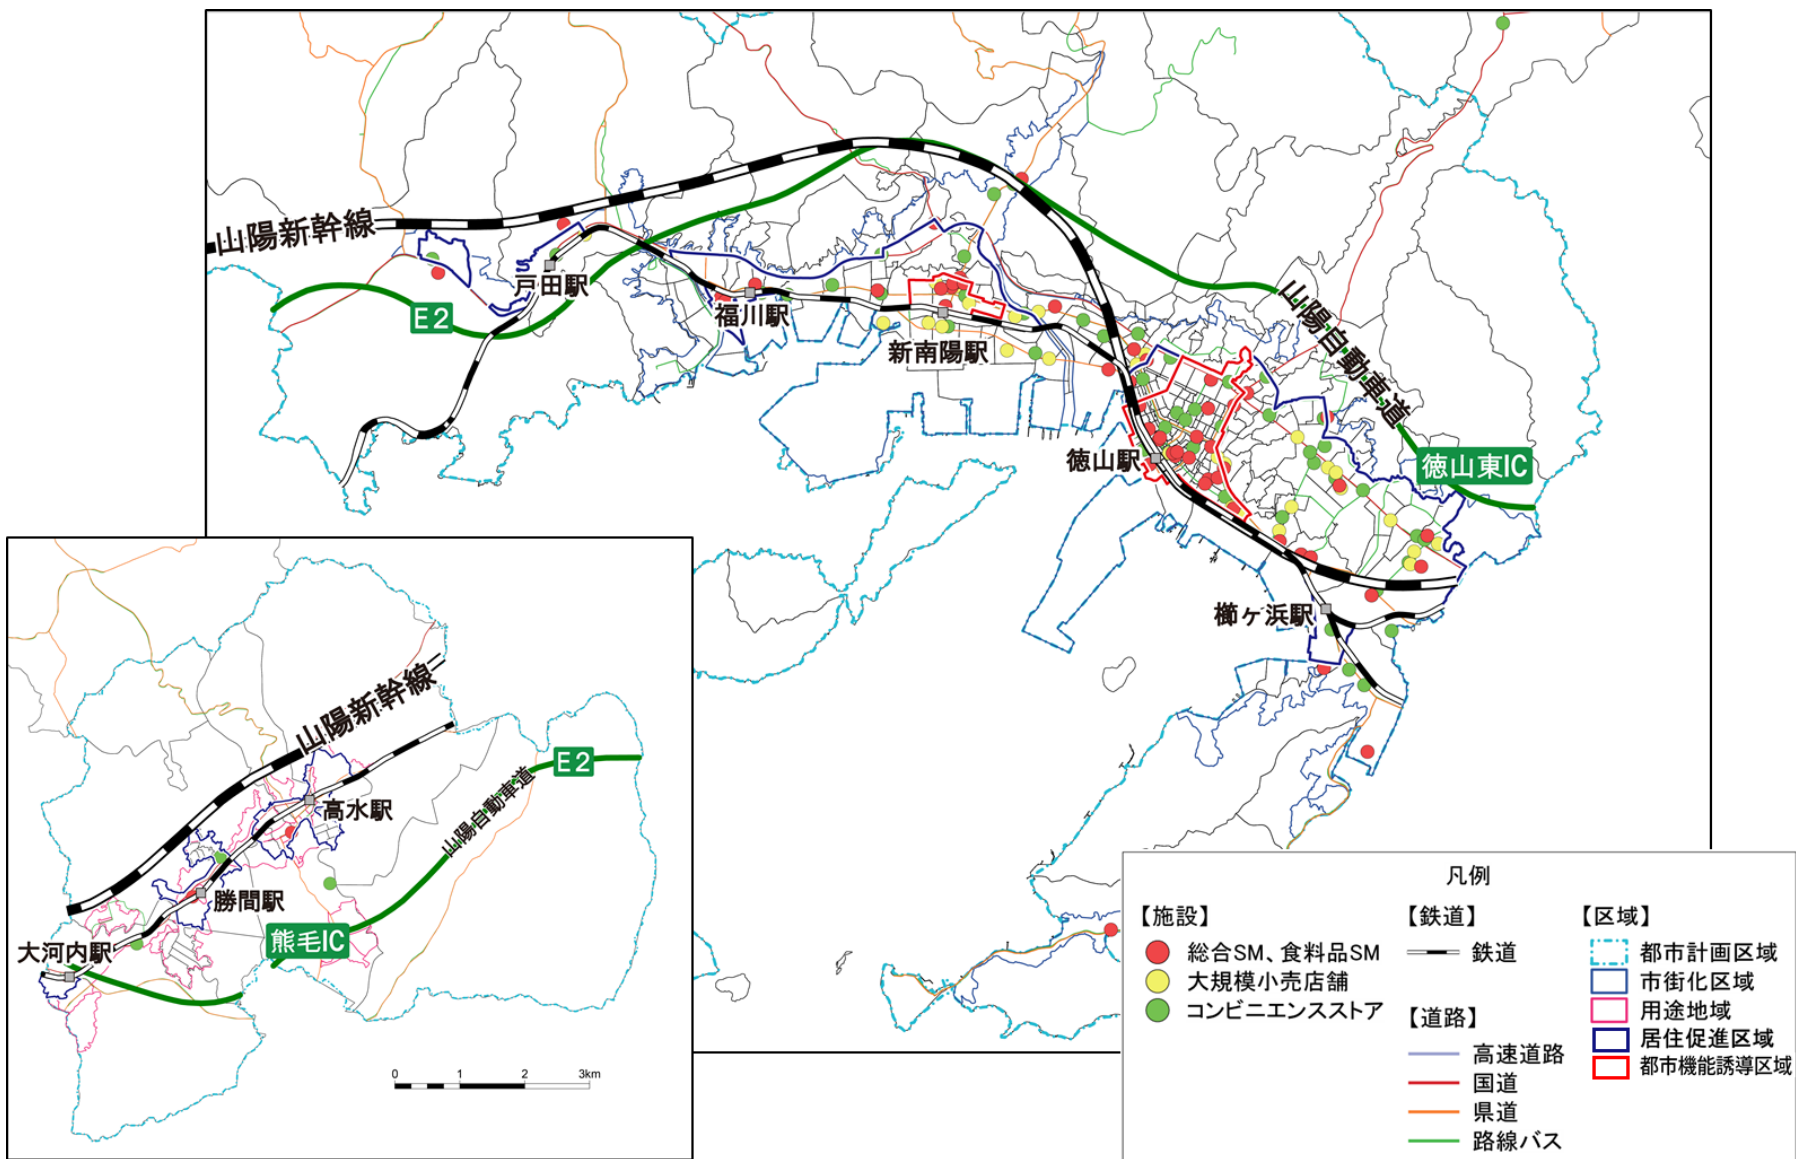 山陽新幹線
戸田駅
E2
福川駅
新南陽駅
山陽自動車道
徳山駅
徳山東IC
櫛ヶ浜駅
山陽新幹線
E2
高水駅
山陽自動車道
勝間駅
熊毛IC
大河内駅
0 1 2 3km
凡例
【施設】
総合SM、食料品SM
大規模小売店舗
コンビニエンスストア
【鉄道】
鉄道
【道路】
高速道路
国道
県道
路線バス
【区域】
都市計画区域
市街化区域
用途地域
居住促進区域
都市機能誘導区域